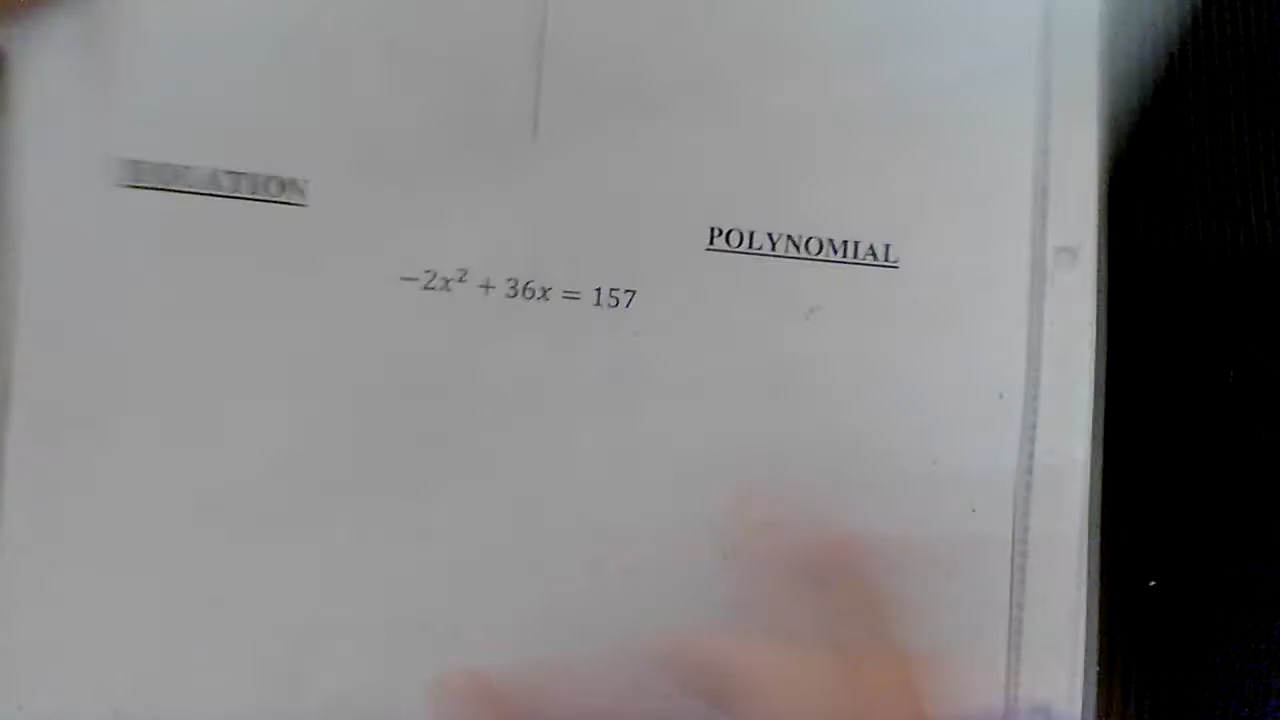 POLYNOMIAL
−2x² + 36x = 157